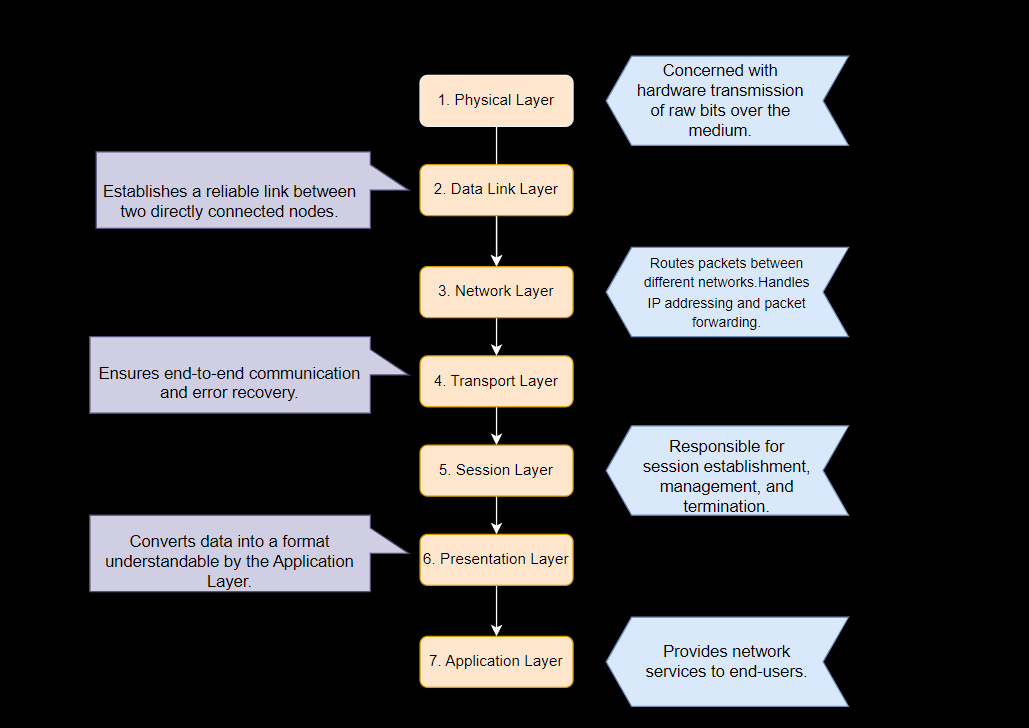 1. Physical Layer
Concerned with
hardware transmission
of raw bits over the
medium.
Establishes a reliable link between
two directly connected nodes.
2. Data Link Layer
3. Network Layer
Routes packets between
different networks.Handles
IP addressing and packet
forwarding.
Ensures end-to-end communication
and error recovery.
4. Transport Layer
5. Session Layer
Responsible for
session establishment,
management, and
termination.
Converts data into a format
understandable by the Application
Layer.
6. Presentation Layer
7. Application Layer
Provides network
services to end-users.